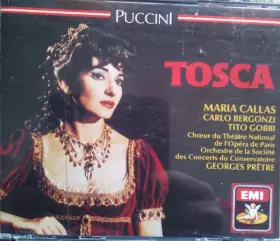 PUCCINI
TOSCA
MARIA CALLAS
CARLO BERGONZI
TITO GOBBI
Chœur du Théâtre National
de l'Opéra de Paris
Orchestre de la Société
des Concerts du Conservatoire
GEORGES PRÊTRE
EMI